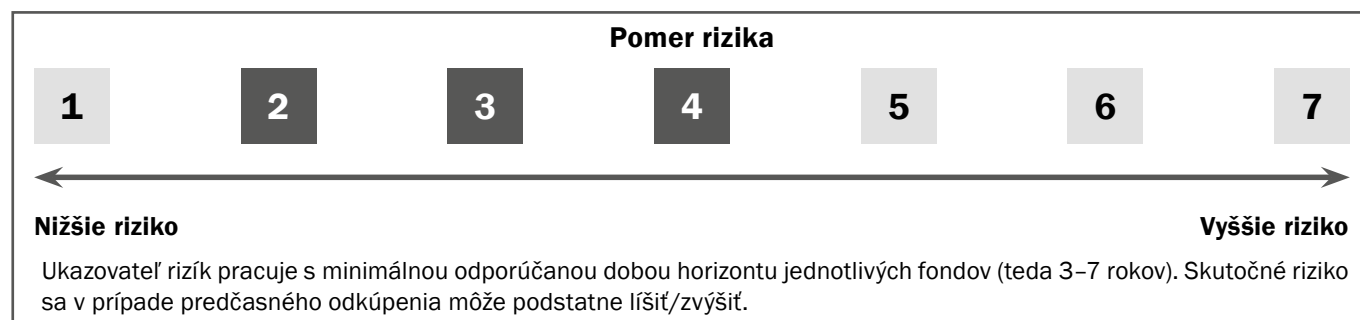 Pomer rizika
1 2 3 4 5 6 7
Nižšie riziko Vyššie riziko
Ukazovateľ rizík pracuje s minimálnou odporúčanou dobou horizontu jednotlivých fondov (teda 3–7 rokov). Skutočné riziko
sa v prípade predčasného odkúpenia môže podstatne líšiť/zvýšiť.